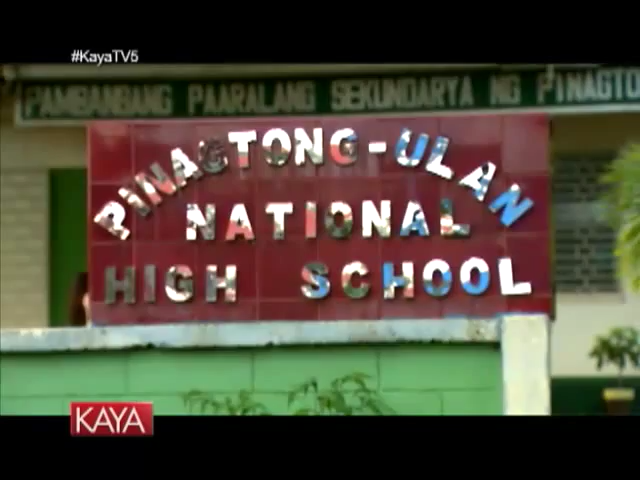 #KayaTV5
PAMBANSANG PAARALANG SEKUNDARYA NG PINAGTO
PINAGTONG-ULAN
NATIONAL
HIGH SCHOOL
KAYA